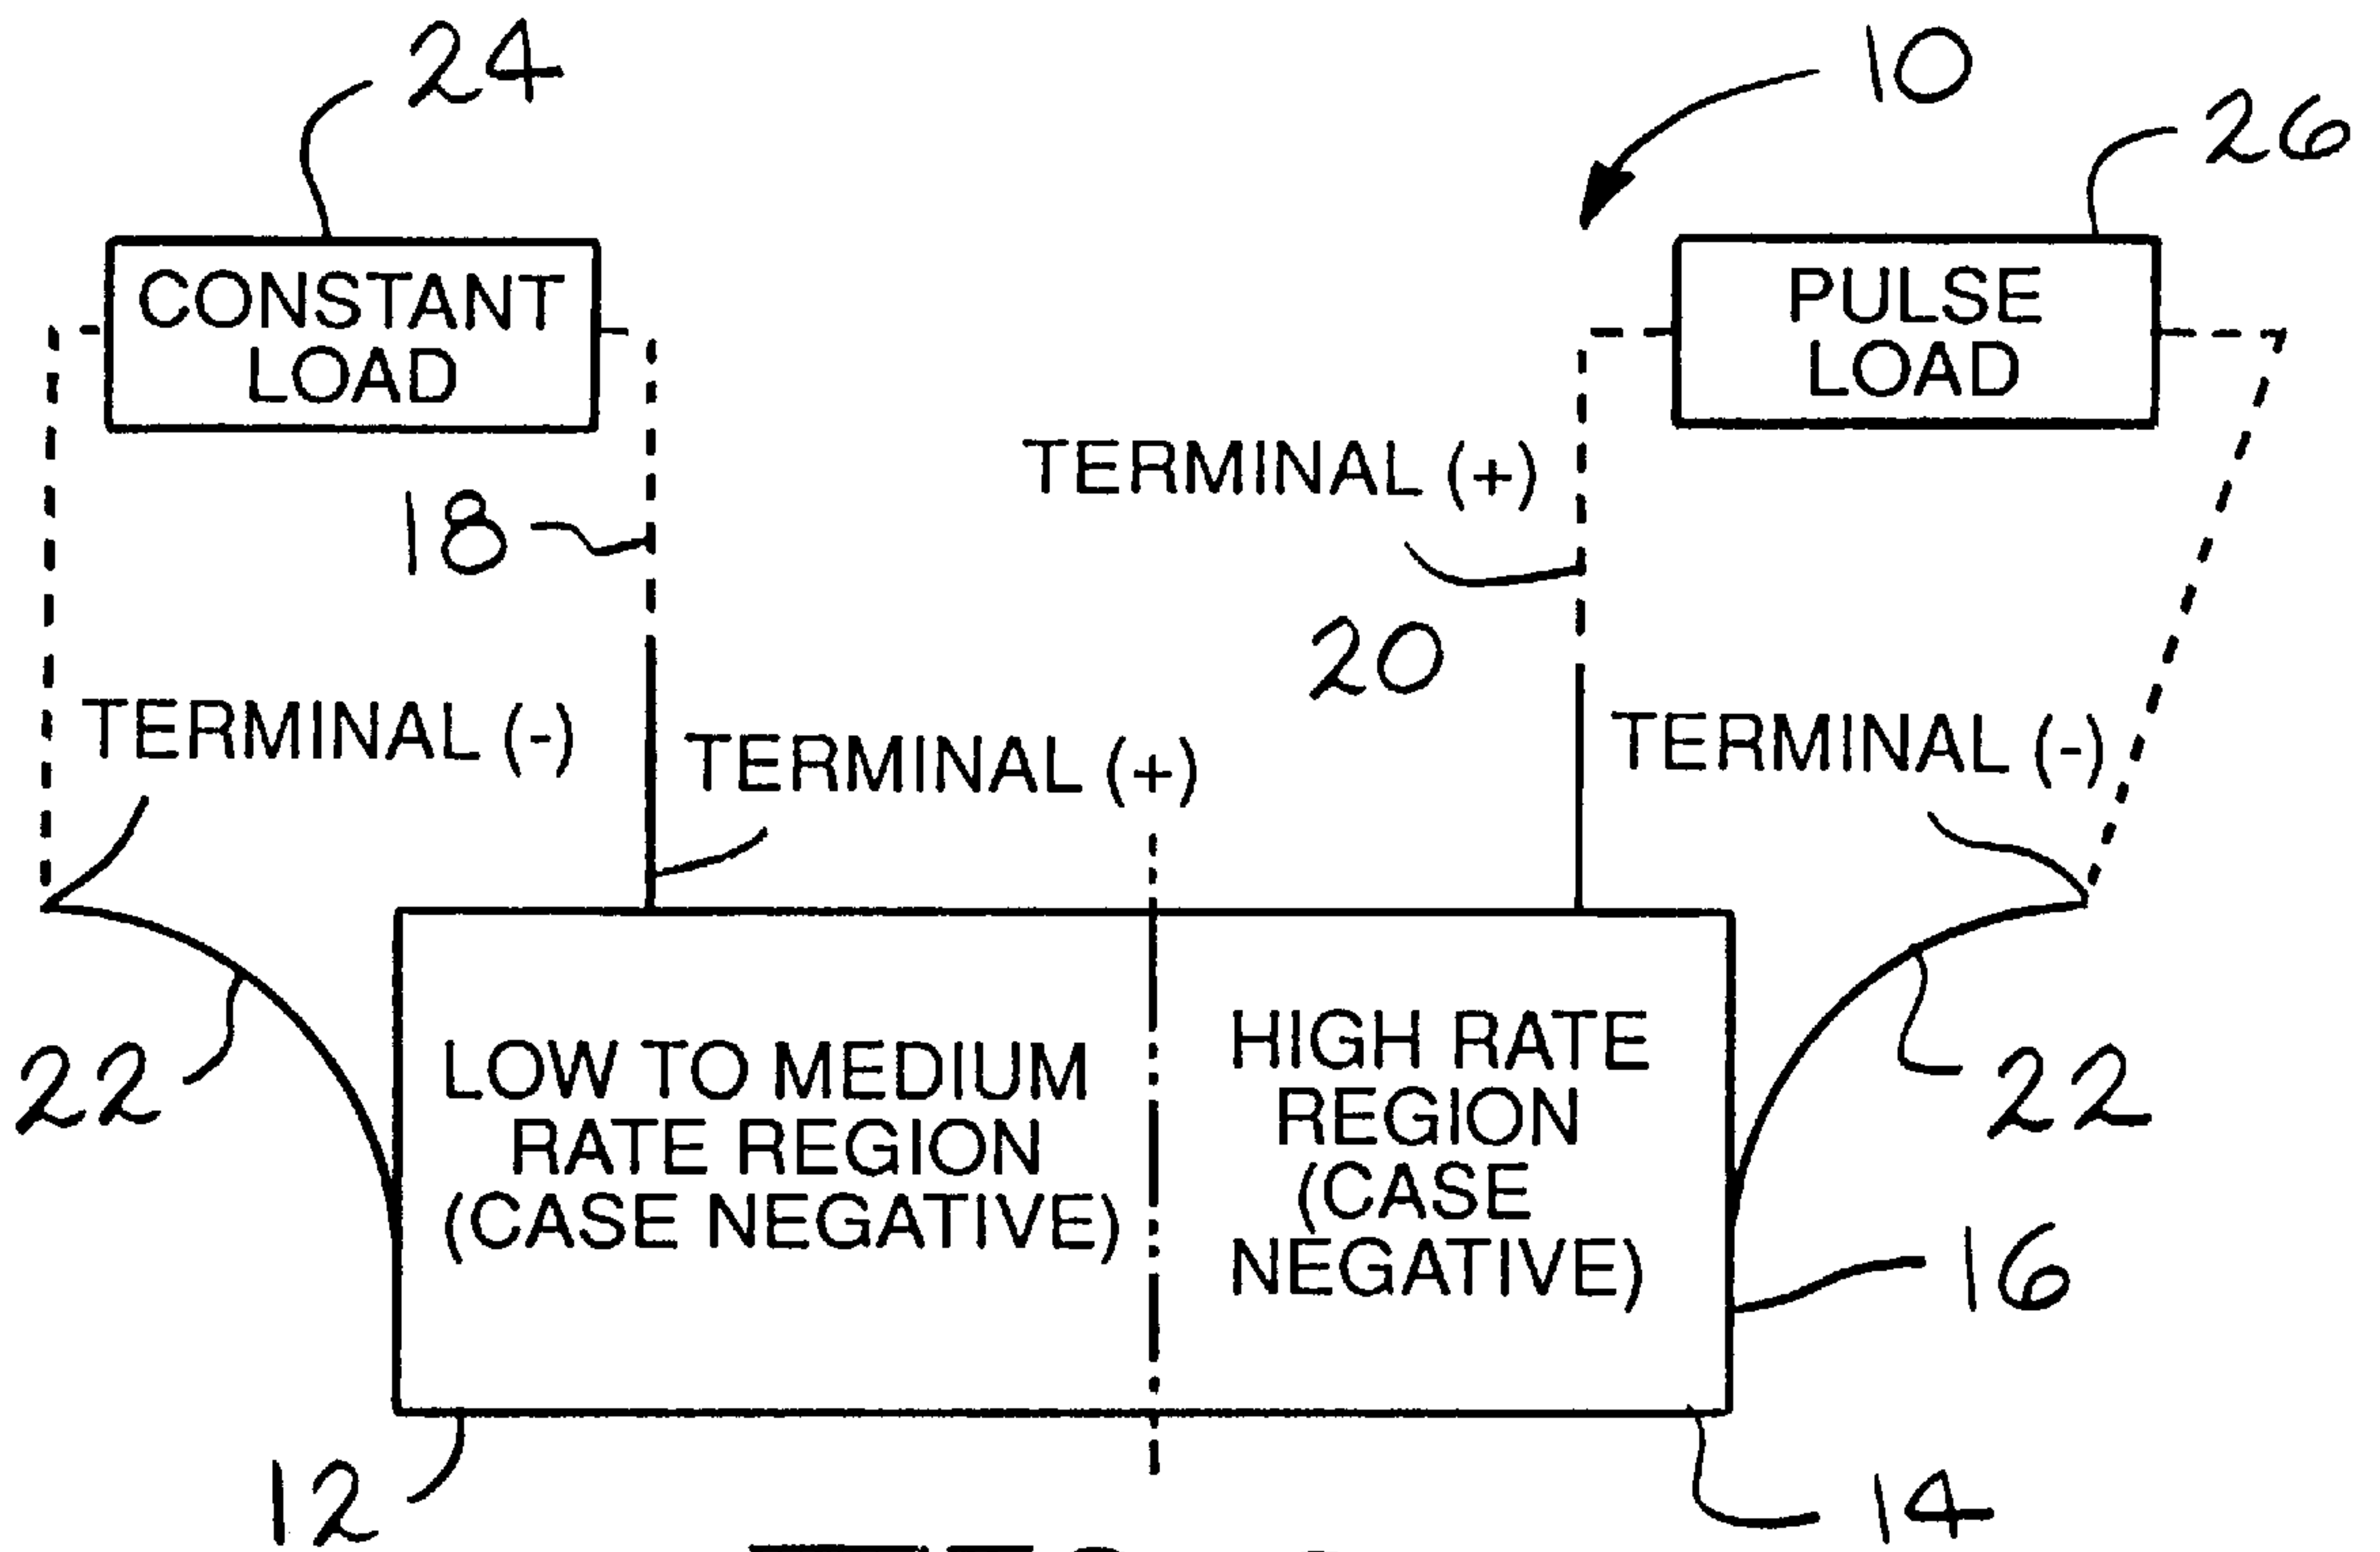 24
10
26
CONSTANT
LOAD
PULSE
LOAD
TERMINAL (+)
18
20
TERMINAL (-)
TERMINAL (+)
TERMINAL (-)
22
LOW TO MEDIUM
RATE REGION
(CASE NEGATIVE)
HIGH RATE
REGION
(CASE
NEGATIVE)
22
16
12
14